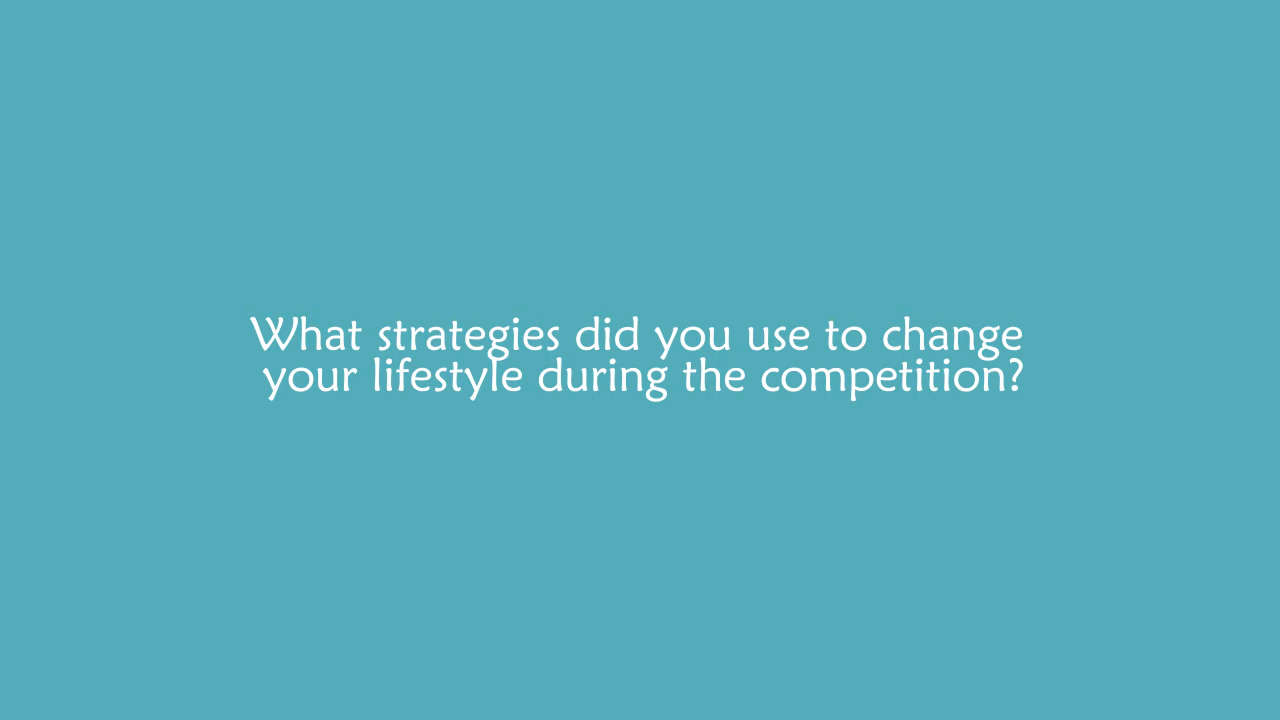 What strategies did you use to change
your lifestyle during the competition?